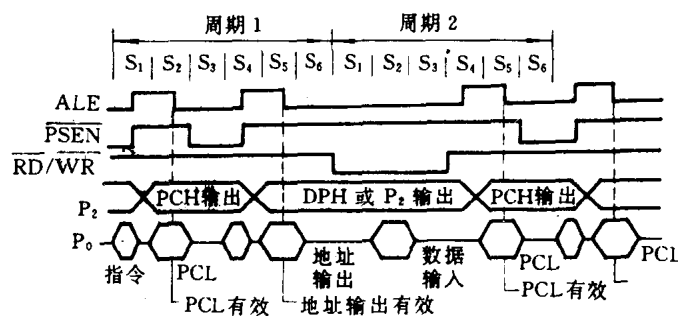 周期1 周期2
S₁ S₂ S₃ S₄ S₅ S₆ S₁ S₂ S₃ S₄ S₅ S₆
ALE
PSEN
RD/WR
P₂ PCH输出 DPH 或 P₂ 输出 PCH输出
P₀
指令 PCL 地址输出 数据输入 PCL PCL
PCL有效 地址输出有效 PCL有效